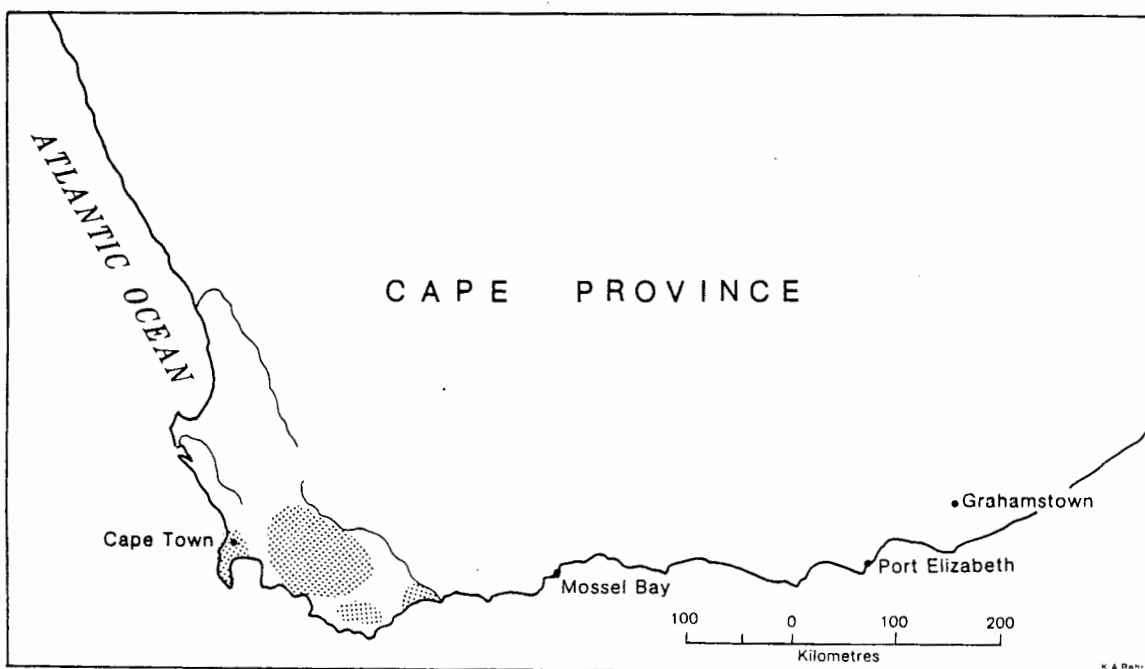 ATLANTIC OCEAN
CAPE PROVINCE
Grahamstown
Cape Town
Port Elizabeth
Mossel Bay
100 0 100 200
Kilometres